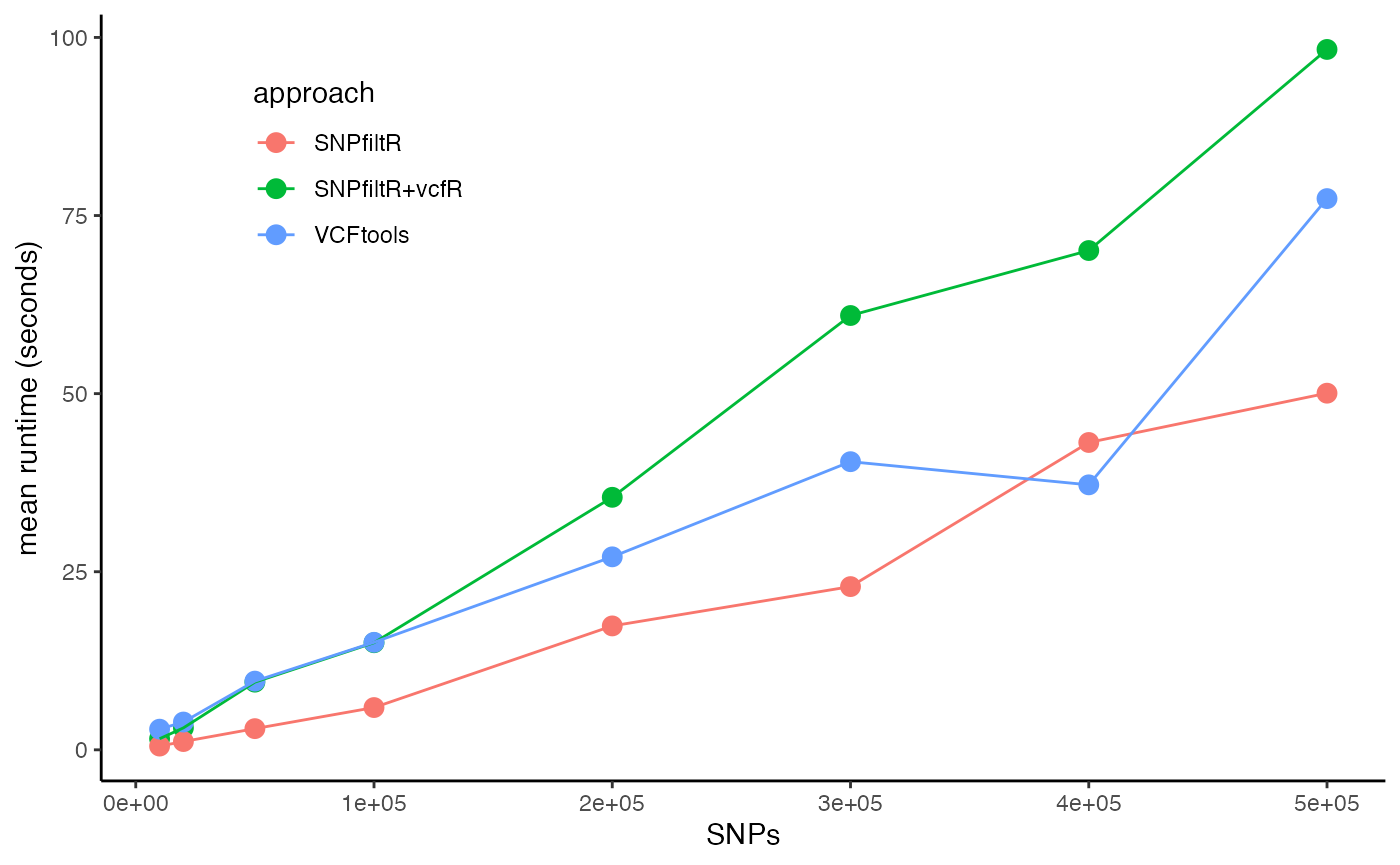 100
75
50
25
0
mean runtime (seconds)
approach
SNPfiltR
SNPfiltR+vcfR
VCFtools
0e+00 1e+05 2e+05 3e+05 4e+05 5e+05
SNPs